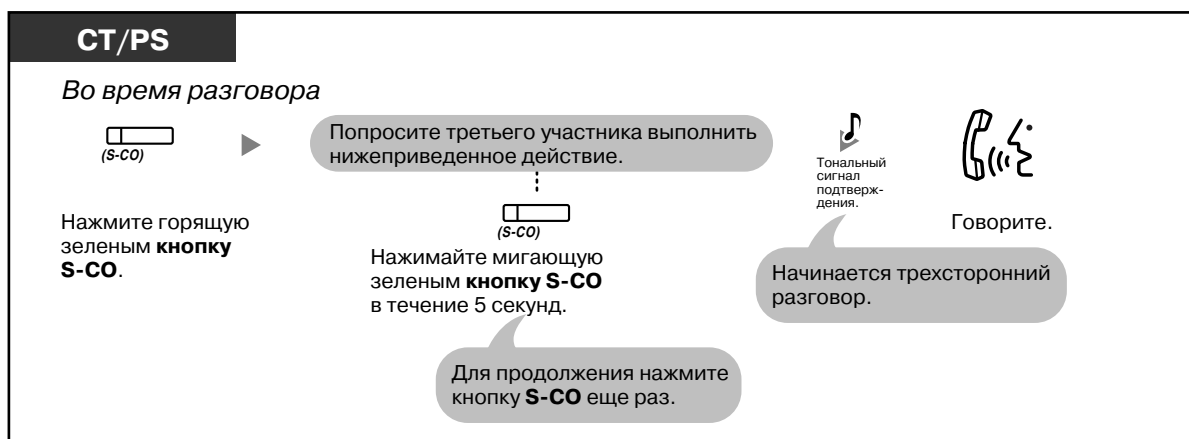 CT/PS
Во время разговора
(S-CO)
Нажмите горящую
зеленым кнопку
S-CO.
Попросите третьего участника выполнить
нижеприведенное действие.
(S-CO)
Нажимайте мигающую
зеленым кнопку S-CO
в течение 5 секунд.
Для продолжения нажмите
кнопку S-CO еще раз.
Тональный
сигнал
подтверж-
дения.
Начинается трехсторонний
разговор.
Говорите.